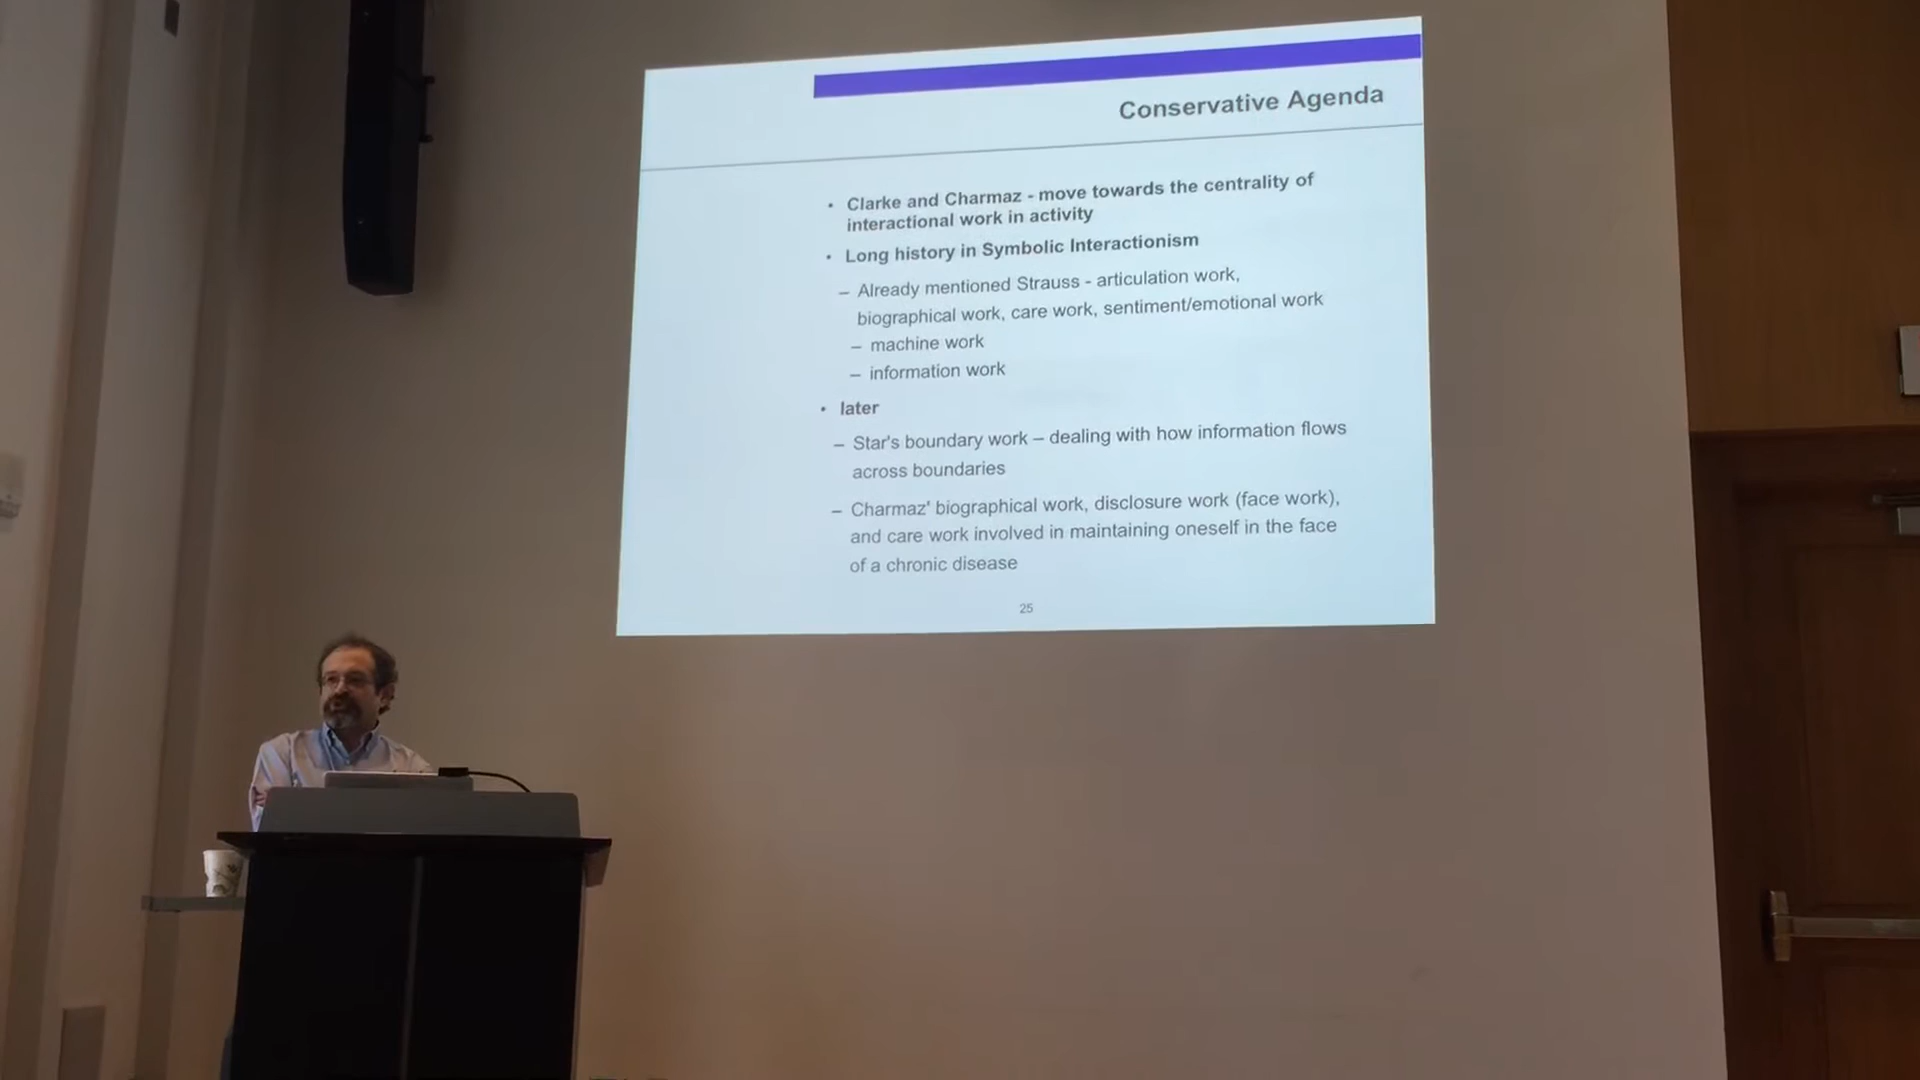 Conservative Agenda
• Clarke and Charmaz - move towards the centrality of
interactional work in activity
• Long history in Symbolic Interactionism
– Already mentioned Strauss - articulation work,
biographical work, care work, sentiment/emotional work
– machine work
– information work
• later
– Star's boundary work – dealing with how information flows
across boundaries
– Charmaz' biographical work, disclosure work (face work),
and care work involved in maintaining oneself in the face
of a chronic disease
25